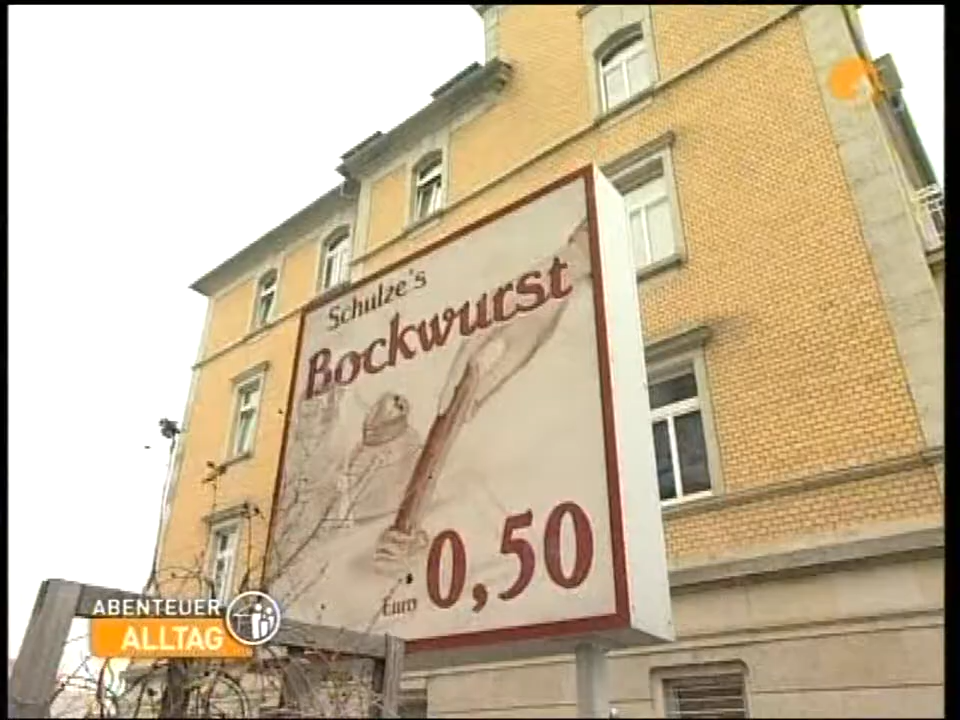 Schulze's
Bockwurst
Euro 0,50
ABENTEUER
ALLTAG